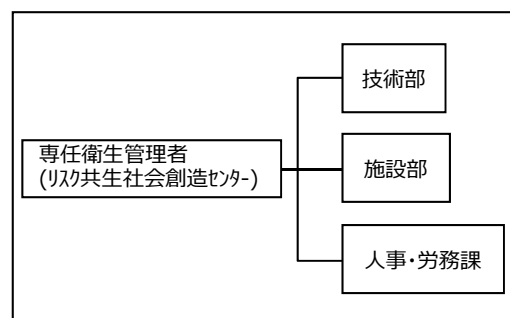 技術部
専任衛生管理者
(ﾘｽｸ共生社会創造ｾﾝﾀｰ)
施設部
人事・労務課